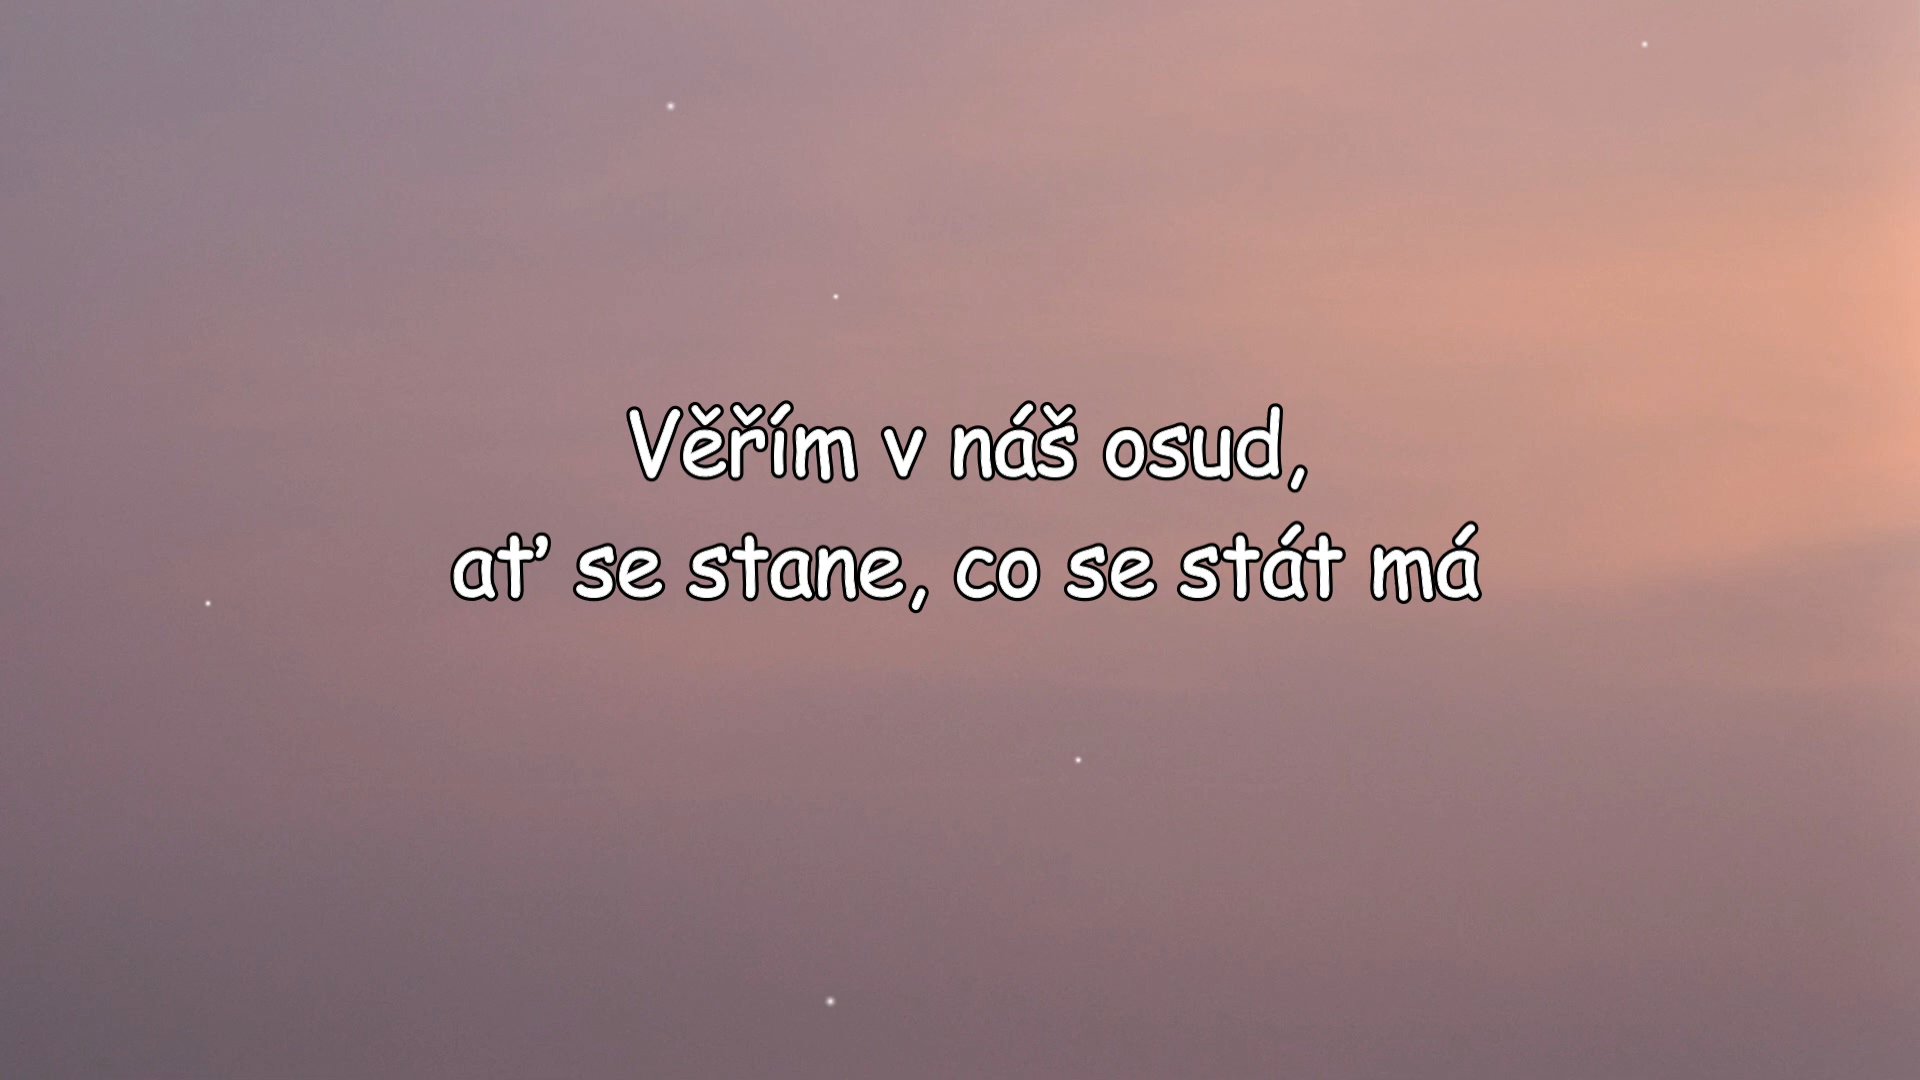 Věřím v náš osud,
ať se stane, co se stát má